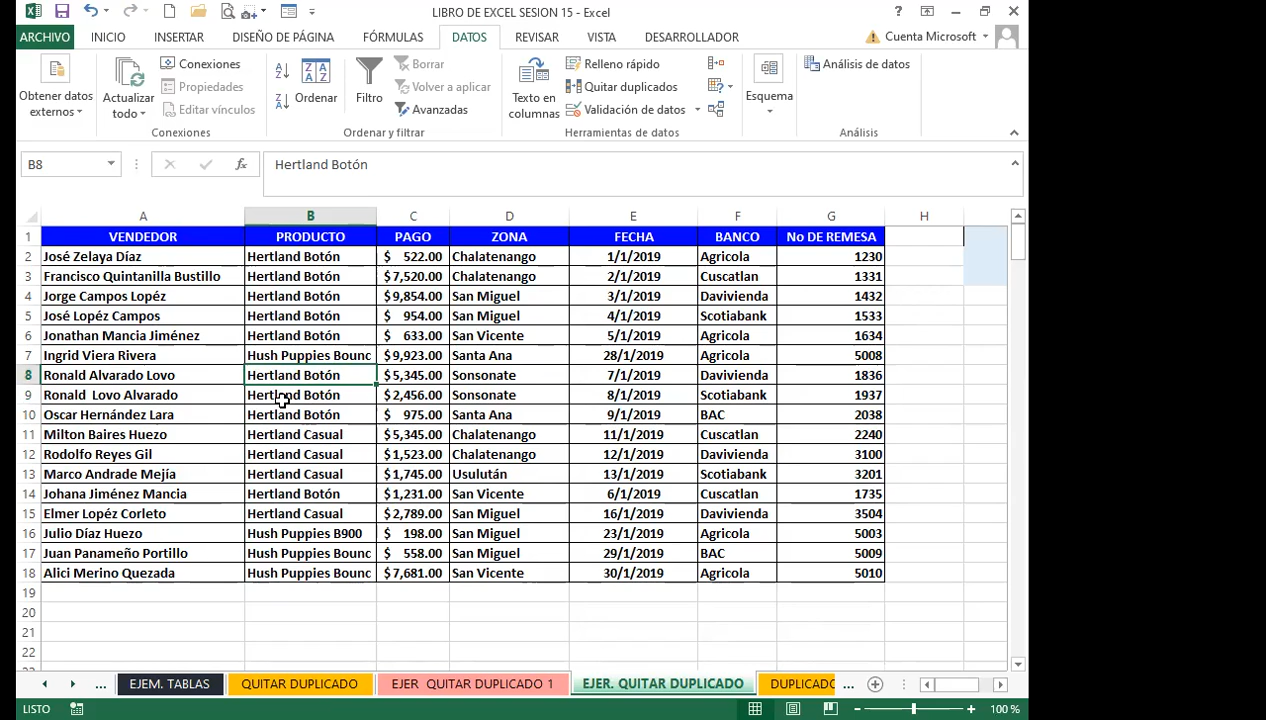 LIBRO DE EXCEL SESION 15 - Excel
ARCHIVO INICIO INSERTAR DISEÑO DE PÁGINA FÓRMULAS DATOS REVISAR VISTA DESARROLLADOR Cuenta Microsoft
Obtener datos externos
Actualizar todo
Conexiones
Propiedades
Editar vínculos
Conexiones
Ordenar
Filtro
Borrar
Volver a aplicar
Avanzadas
Ordenar y filtrar
Texto en columnas
Relleno rápido
Quitar duplicados
Validación de datos
Herramientas de datos
Esquema
Análisis de datos
Análisis
B8 fx Hertland Botón
A B C D E F G H
1 VENDEDOR PRODUCTO PAGO ZONA FECHA BANCO No DE REMESA
2 José Zelaya Díaz Hertland Botón $ 522.00 Chalatenango 1/1/2019 Agricola 1230
3 Francisco Quintanilla Bustillo Hertland Botón $ 7,520.00 Chalatenango 2/1/2019 Cuscatlan 1331
4 Jorge Campos Lopéz Hertland Botón $ 9,854.00 San Miguel 3/1/2019 Davivienda 1432
5 José Lopéz Campos Hertland Botón $ 954.00 San Miguel 4/1/2019 Scotiabank 1533
6 Jonathan Mancia Jiménez Hertland Botón $ 633.00 San Vicente 5/1/2019 Agricola 1634
7 Ingrid Viera Rivera Hush Puppies Bounc $ 9,923.00 Santa Ana 28/1/2019 Agricola 5008
8 Ronald Alvarado Lovo Hertland Botón $ 5,345.00 Sonsonate 7/1/2019 Davivienda 1836
9 Ronald Lovo Alvarado Hertland Botón $ 2,456.00 Sonsonate 8/1/2019 Scotiabank 1937
10 Oscar Hernández Lara Hertland Botón $ 975.00 Santa Ana 9/1/2019 BAC 2038
11 Milton Baires Huezo Hertland Casual $ 5,345.00 Chalatenango 11/1/2019 Cuscatlan 2240
12 Rodolfo Reyes Gil Hertland Casual $ 1,523.00 Chalatenango 12/1/2019 Davivienda 3100
13 Marco Andrade Mejía Hertland Casual $ 1,745.00 Usulután 13/1/2019 Scotiabank 3201
14 Johana Jiménez Mancia Hertland Botón $ 1,231.00 San Vicente 6/1/2019 Cuscatlan 1735
15 Elmer Lopéz Corleto Hertland Casual $ 2,789.00 San Miguel 16/1/2019 Davivienda 3504
16 Julio Díaz Huezo Hush Puppies B900 $ 198.00 San Miguel 23/1/2019 Agricola 5003
17 Juan Panameño Portillo Hush Puppies Bounc $ 558.00 San Miguel 29/1/2019 BAC 5009
18 Alici Merino Quezada Hush Puppies Bounc $ 7,681.00 San Vicente 30/1/2019 Agricola 5010
19
20
21
22
... EJEM. TABLAS QUITAR DUPLICADO EJER QUITAR DUPLICADO 1 EJER. QUITAR DUPLICADO DUPLICADO ...
LISTO 100 %